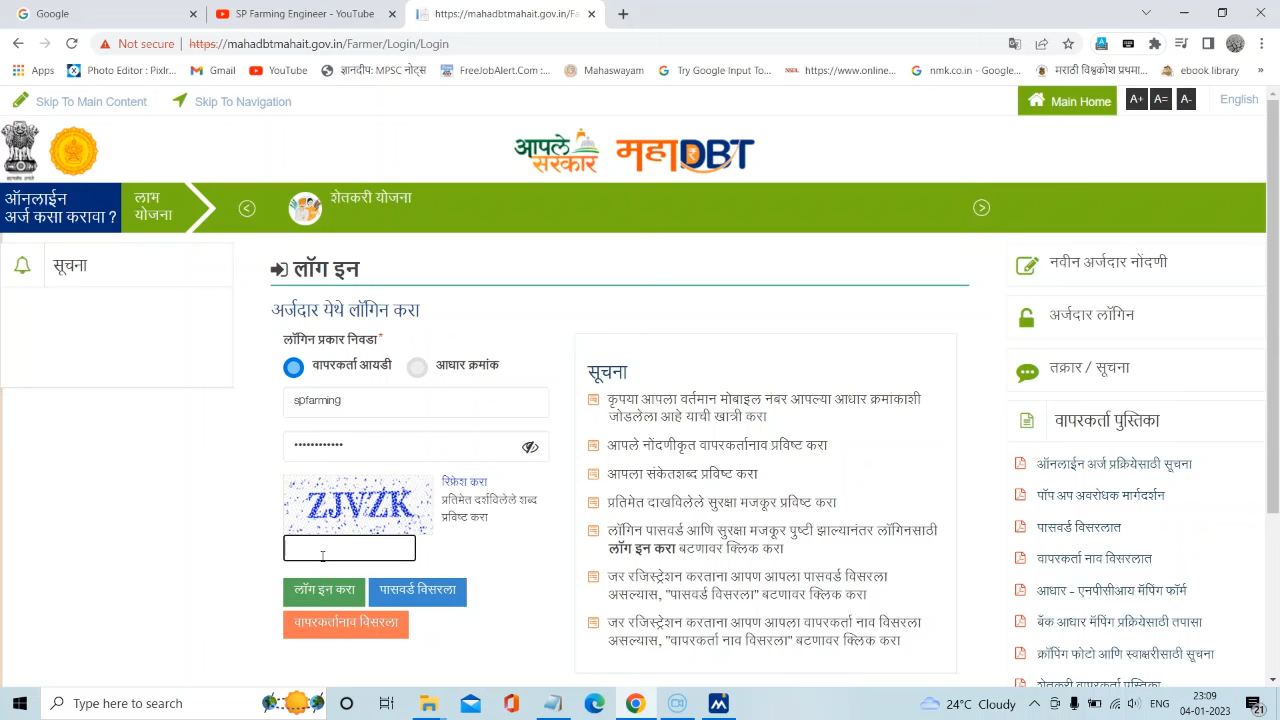 Google
SP Farming Engineer - YouTube
https://mahadbtmahait.gov.in/Fa
Not secure
https://mahadbtmahait.gov.in/Farmer/Login/Login
Apps
Photo Editor : Pixlr...
Gmail
YouTube
ज्ञानदीप: MPSC नोट्स
FreeJobAlert.Com :...
Mahaswayam
Try Google Input To...
https://www.online...
nmk.co.in - Google...
मराठी विश्वकोश प्रथमा...
ebook library
»
Skip To Main Content
Skip To Navigation
Main Home
A+
A=
A-
English
आपले
सरकार
महाDBT
ऑनलाईन
अर्ज कसा करावा ?
लाभ
योजना
शेतकरी योजना
सूचना
लॉग इन
अर्जदार येथे लॉगिन करा
लॉगिन प्रकार निवडा*
वापरकर्ता आयडी
आधार क्रमांक
spfarming
••••••••••••
ZJVZK
रिफ्रेश करा
प्रतिमेत दर्शविलेले शब्द
प्रविष्ट करा
लॉग इन करा
पासवर्ड विसरला
वापरकर्तानाव विसरला
सूचना
कृपया आपला वर्तमान मोबाइल नंबर आपल्या आधार क्रमांकाशी
जोडलेला आहे याची खात्री करा
आपले नोंदणीकृत वापरकर्तानाव प्रविष्ट करा
आपला संकेतशब्द प्रविष्ट करा
प्रतिमेत दाखविलेले सुरक्षा मजकूर प्रविष्ट करा
लॉगिन पासवर्ड आणि सुरक्षा मजकूर पुष्टी झाल्यानंतर लॉगिनसाठी
लॉग इन करा बटणावर क्लिक करा
जर रजिस्ट्रेशन करताना आपण आपला पासवर्ड विसरला
असल्यास, "पासवर्ड विसरला" बटणावर क्लिक करा
जर रजिस्ट्रेशन करताना आपण आपला वापरकर्ता नाव विसरला
असल्यास, "वापरकर्ता नाव विसरला" बटणावर क्लिक करा
नवीन अर्जदार नोंदणी
अर्जदार लॉगिन
तक्रार / सूचना
वापरकर्ता पुस्तिका
ऑनलाईन अर्ज प्रक्रियेसाठी सूचना
पॉप अप अवरोधक मार्गदर्शन
पासवर्ड विसरलात
वापरकर्ता नाव विसरलात
आधार – एनपीसीआय मॅपिंग फॉर्म
बँक आधार मॅपिंग प्रक्रियेसाठी तपासा
क्रॉपिंग फोटो आणि स्वाक्षरीसाठी सूचना
Type here to search
24°C Cloudy
ENG
23:09
04-01-2023
21